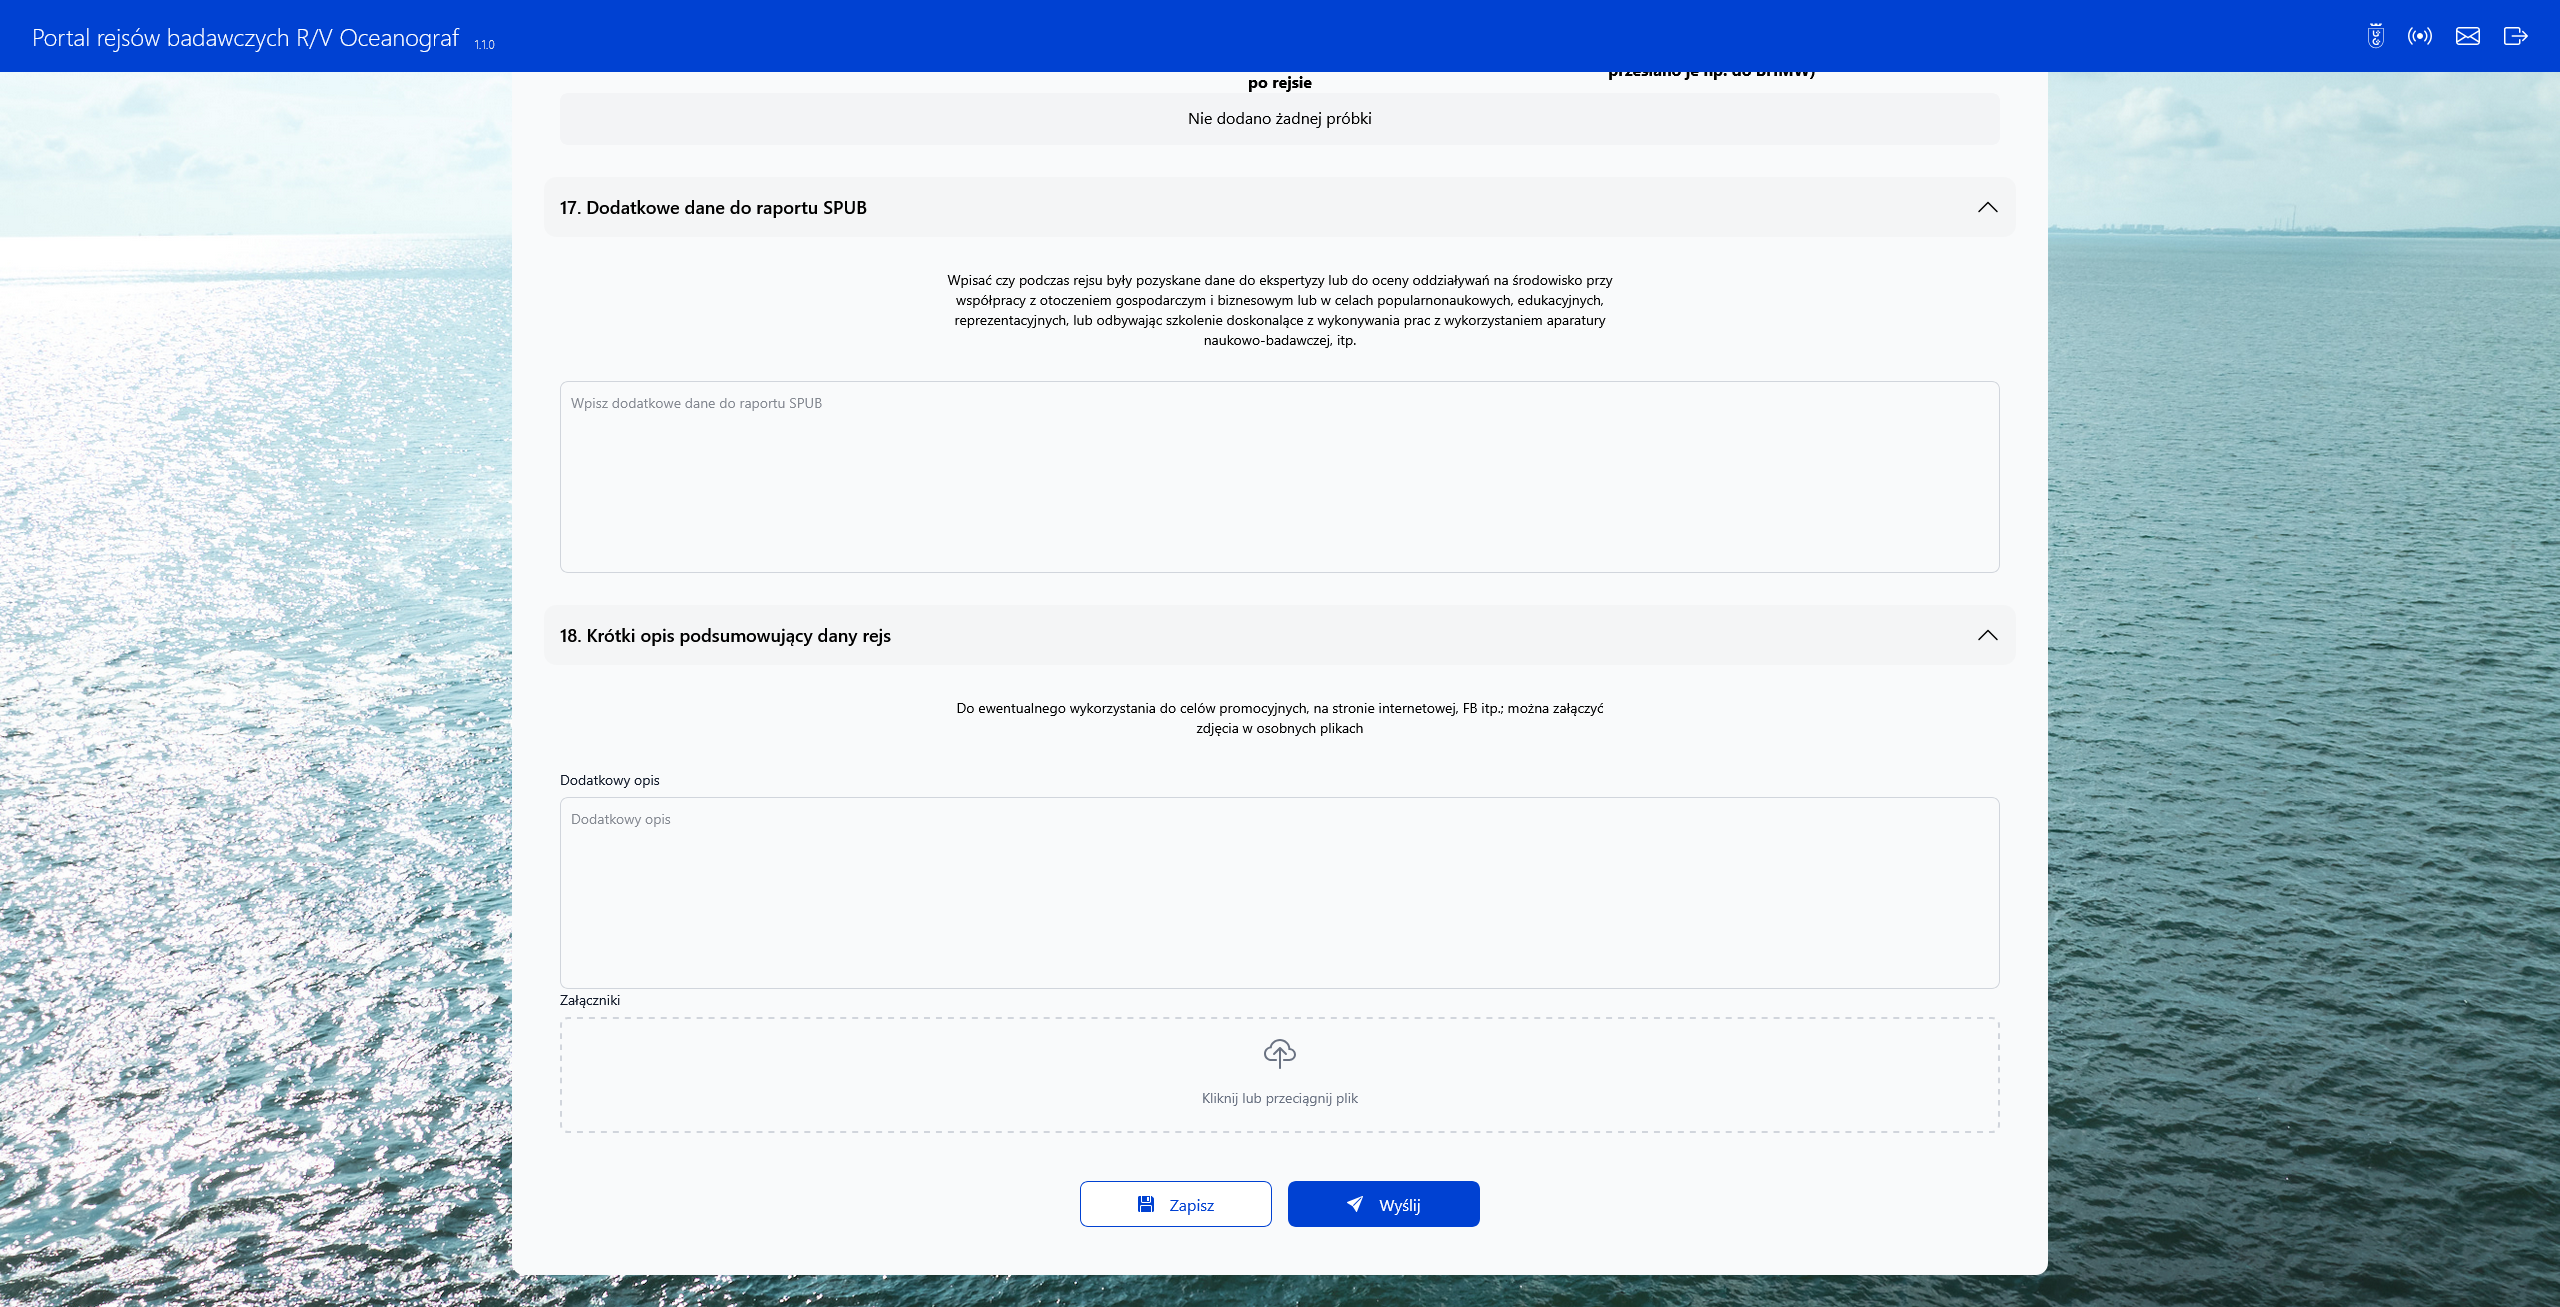 Portal rejsów badawczych R/V Oceanograf 1.1.0
po rejsie
Nie dodano żadnej próbki
17. Dodatkowe dane do raportu SPUB
Wpisać czy podczas rejsu były pozyskane dane do ekspertyzy lub do oceny oddziaływań na środowisko przy
współpracy z otoczeniem gospodarczym i biznesowym lub w celach popularnonaukowych, edukacyjnych,
reprezentacyjnych, lub odbywając szkolenie doskonalące z wykonywania prac z wykorzystaniem aparatury
naukowo-badawczej, itp.
Wpisz dodatkowe dane do raportu SPUB
18. Krótki opis podsumowujący dany rejs
Do ewentualnego wykorzystania do celów promocyjnych, na stronie internetowej, FB itp.; można załączyć
zdjęcia w osobnych plikach
Dodatkowy opis
Dodatkowy opis
Załączniki
Kliknij lub przeciągnij plik
Zapisz
Wyślij